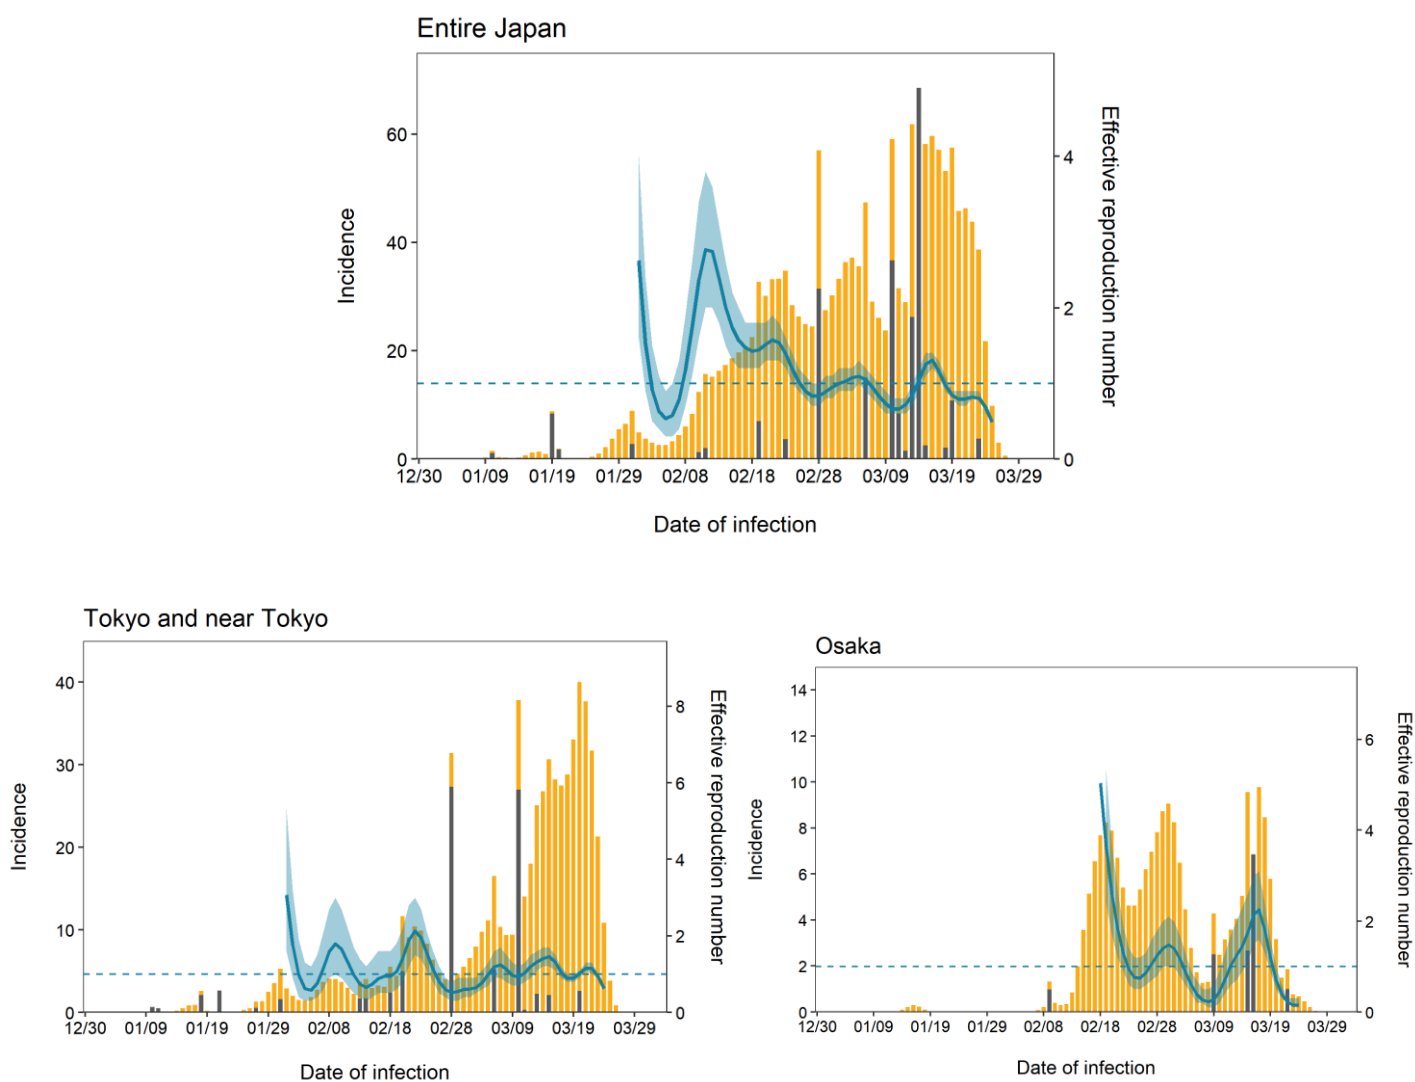 Entire Japan
60
40
20
0
Incidence
4
2
0
Effective reproduction number
12/30 01/09 01/19 01/29 02/08 02/18 02/28 03/09 03/19 03/29
Date of infection
Tokyo and near Tokyo
40
30
20
10
0
Incidence
8
6
4
2
0
Effective reproduction number
12/30 01/09 01/19 01/29 02/08 02/18 02/28 03/09 03/19 03/29
Date of infection
Osaka
14
12
10
8
6
4
2
0
Incidence
6
4
2
0
Effective reproduction number
12/30 01/09 01/19 01/29 02/08 02/18 02/28 03/09 03/19 03/29
Date of infection